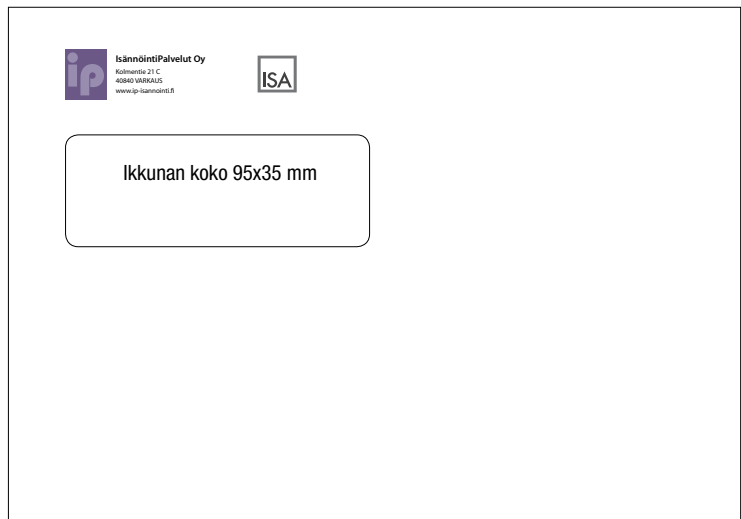 ip
IsännöintiPalvelut Oy
Kolmentie 21 C
40840 VARKAUS
www.ip-isannointi.fi
ISA
Ikkunan koko 95x35 mm